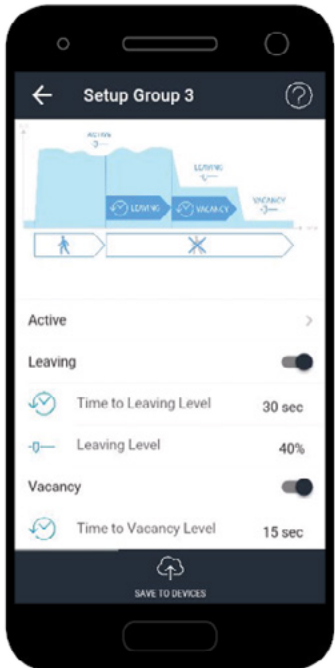 Setup Group 3
ACTIVE
LEAVING
LEAVING
VACANCY
VACANCY
Active
Leaving
Time to Leaving Level 30 sec
Leaving Level 40%
Vacancy
Time to Vacancy Level 15 sec
SAVE TO DEVICES